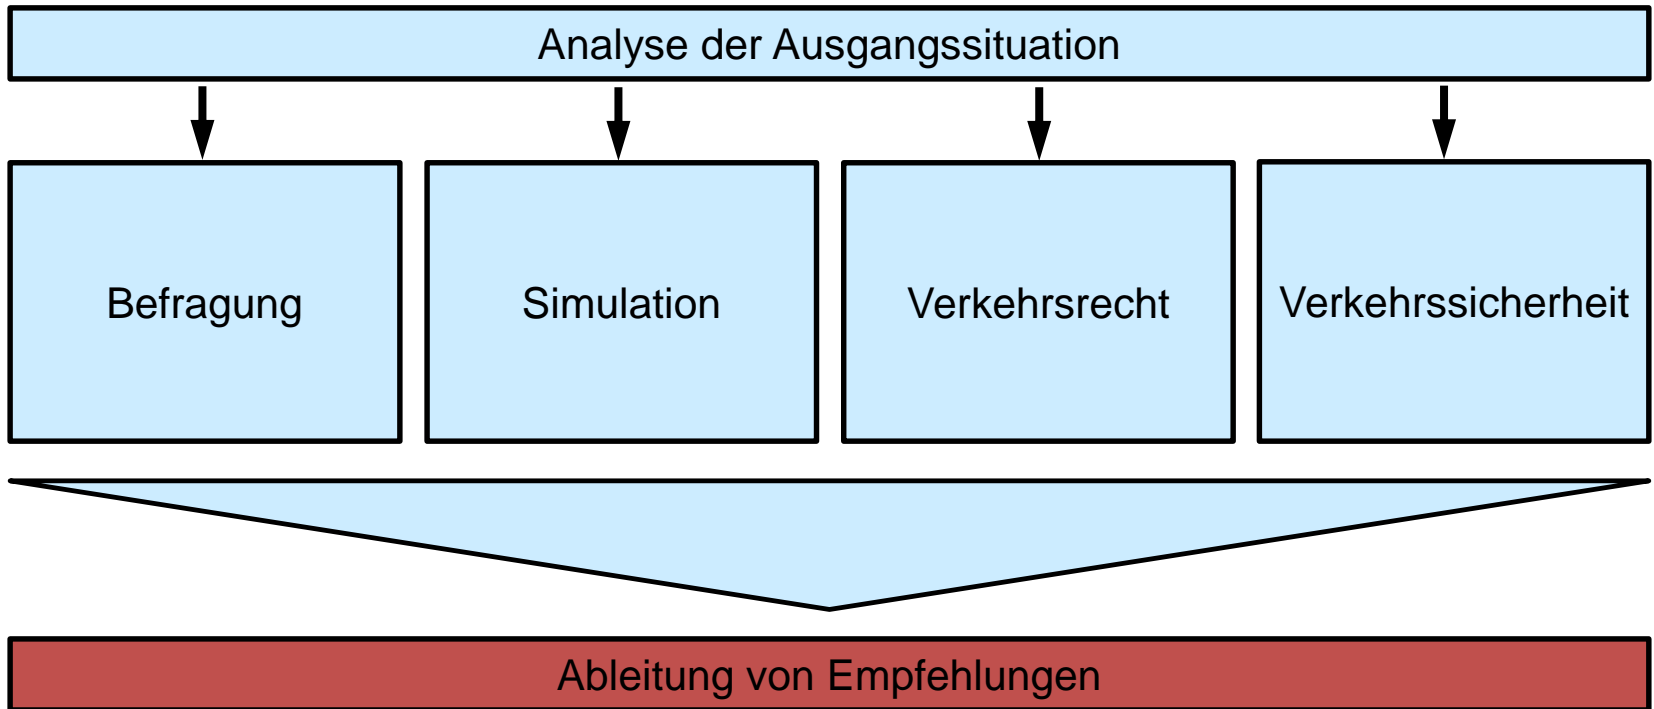 Analyse der Ausgangssituation
Befragung
Simulation
Verkehrsrecht
Verkehrssicherheit
Ableitung von Empfehlungen